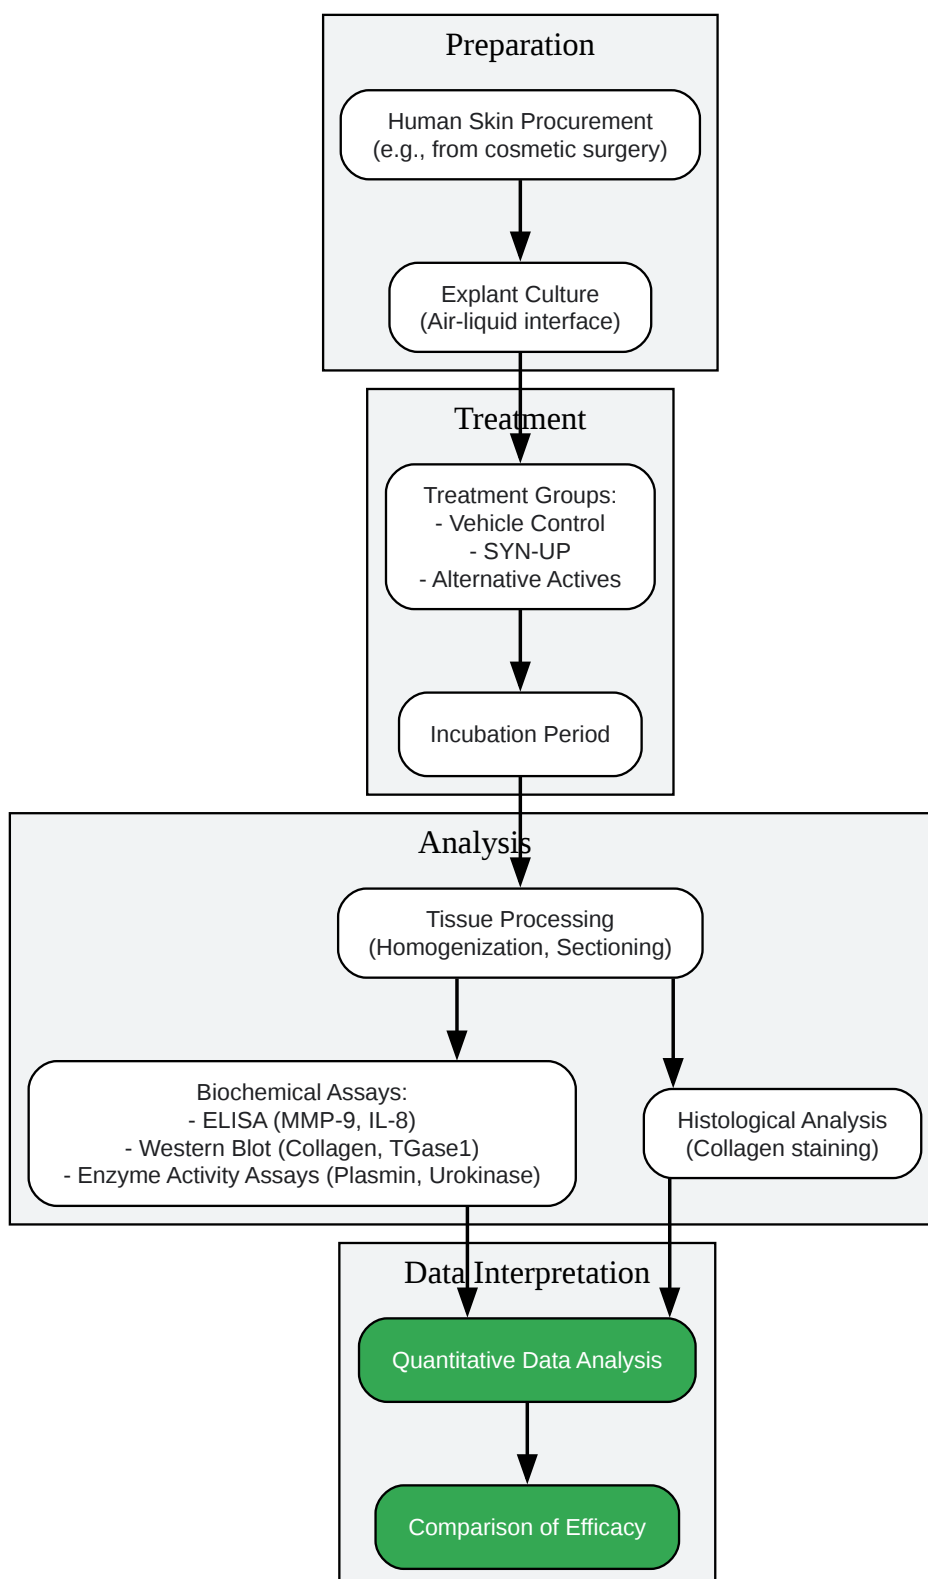 Preparation
Human Skin Procurement
(e.g., from cosmetic surgery)
Explant Culture
(Air-liquid interface)
Treatment
Treatment Groups:
- Vehicle Control
- SYN-UP
- Alternative Actives
Incubation Period
Analysis
Tissue Processing
(Homogenization, Sectioning)
Biochemical Assays:
- ELISA (MMP-9, IL-8)
- Western Blot (Collagen, TGase1)
- Enzyme Activity Assays (Plasmin, Urokinase)
Histological Analysis
(Collagen staining)
Data Interpretation
Quantitative Data Analysis
Comparison of Efficacy